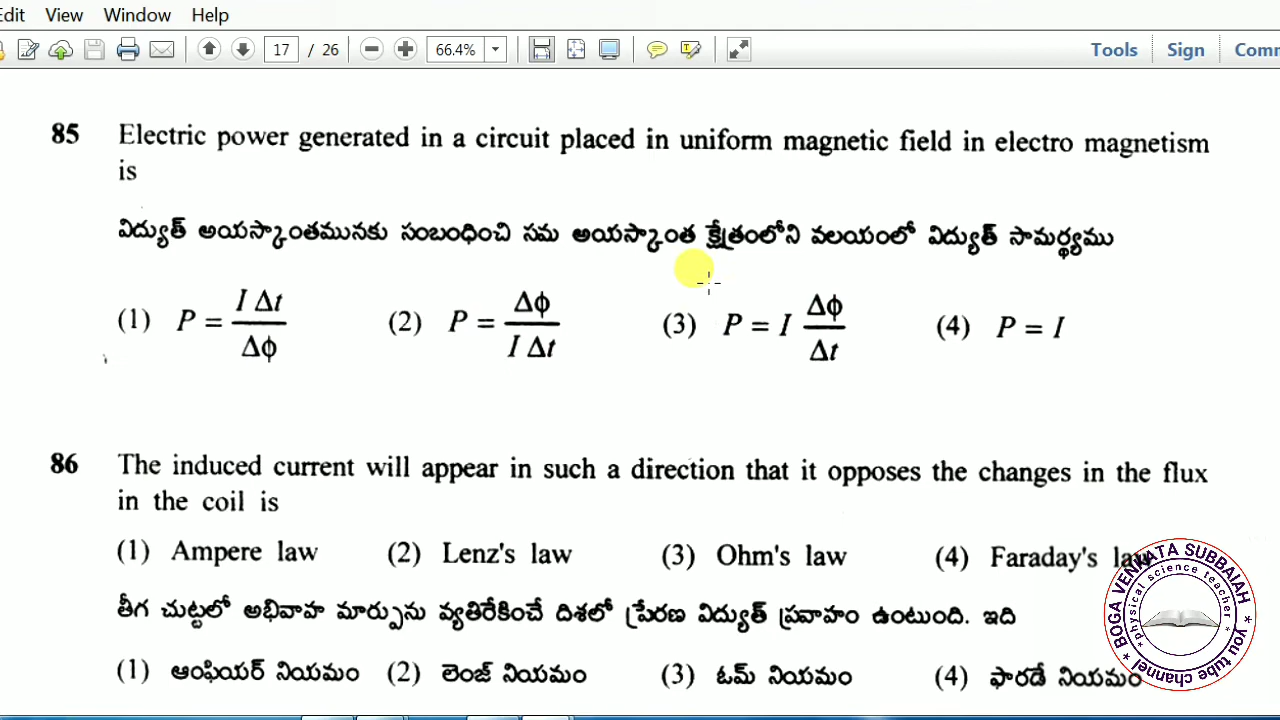 Edit View Window Help
17 / 26 66.4% Tools Sign Comm
85 Electric power generated in a circuit placed in uniform magnetic field in electro magnetism
is
విద్యుత్ అయస్కాంతమునకు సంబంధించి సమ అయస్కాంత క్షేత్రంలోని వలయంలో విద్యుత్ సామర్థ్యము
(1) P = I Δt / Δϕ (2) P = Δϕ / I Δt (3) P = I Δϕ / Δt (4) P = I
86 The induced current will appear in such a direction that it opposes the changes in the flux
in the coil is
(1) Ampere law (2) Lenz's law (3) Ohm's law (4) Faraday's law
తీగ చుట్టలో అభివాహ మార్పును వ్యతిరేకించే దిశలో ప్రేరణ విద్యుత్ ప్రవాహం ఉంటుంది. ఇది
(1) ఆంఫియర్ నియమం (2) లెంజ్ నియమం (3) ఓమ్ నియమం (4) ఫారడే నియమం
BOGA VENKATA SUBBAIAH * you tube channel *
physical science teacher